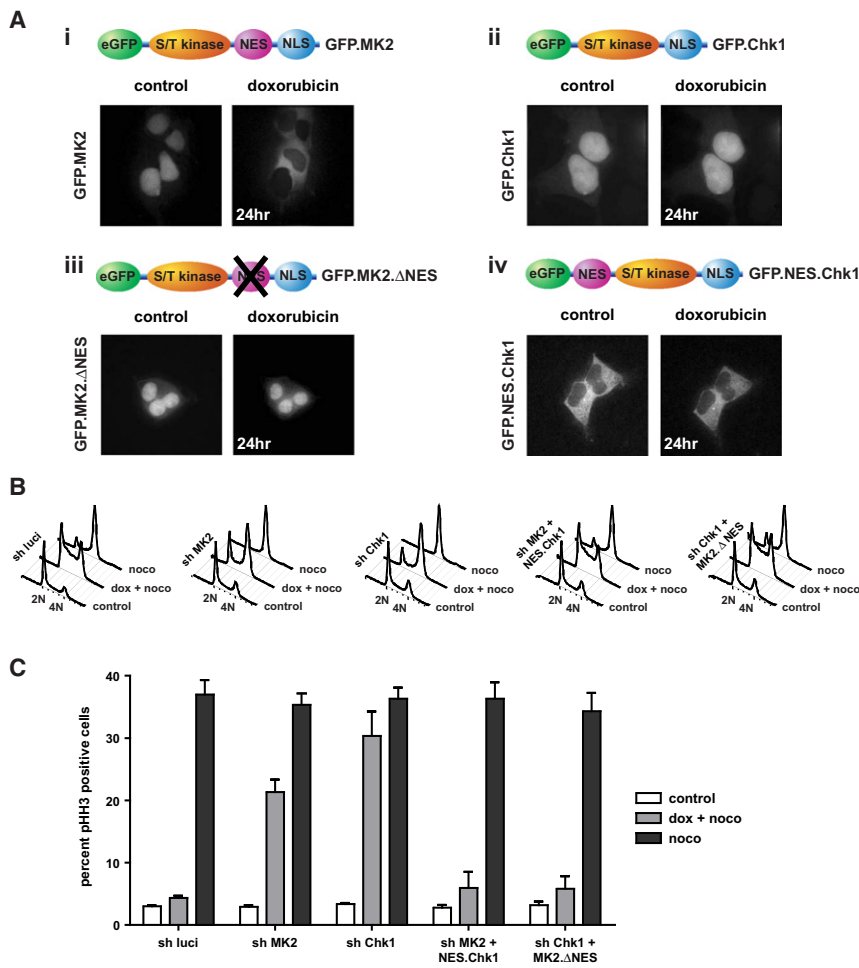 A
i
eGFP S/T kinase NES NLS GFP.MK2
control doxorubicin
GFP.MK2
24hr
ii
eGFP S/T kinase NLS GFP.Chk1
control doxorubicin
GFP.Chk1
24hr
iii
eGFP S/T kinase NES NLS GFP.MK2.ΔNES
control doxorubicin
GFP.MK2.ΔNES
24hr
iv
eGFP NES S/T kinase NLS GFP.NES.Chk1
control doxorubicin
GFP.NES.Chk1
24hr
B
sh luci
noco
dox + noco
control
2N
4N
sh MK2
noco
dox + noco
control
2N
4N
sh Chk1
noco
dox + noco
control
2N
4N
sh MK2 +
NES.Chk1
noco
dox + noco
control
2N
4N
sh Chk1 +
MK2.ΔNES
noco
dox + noco
control
2N
4N
C
percent pHH3 positive cells
40
30
20
10
0
sh luci
sh MK2
sh Chk1
sh MK2 +
NES.Chk1
sh Chk1 +
MK2.ΔNES
control
dox + noco
noco